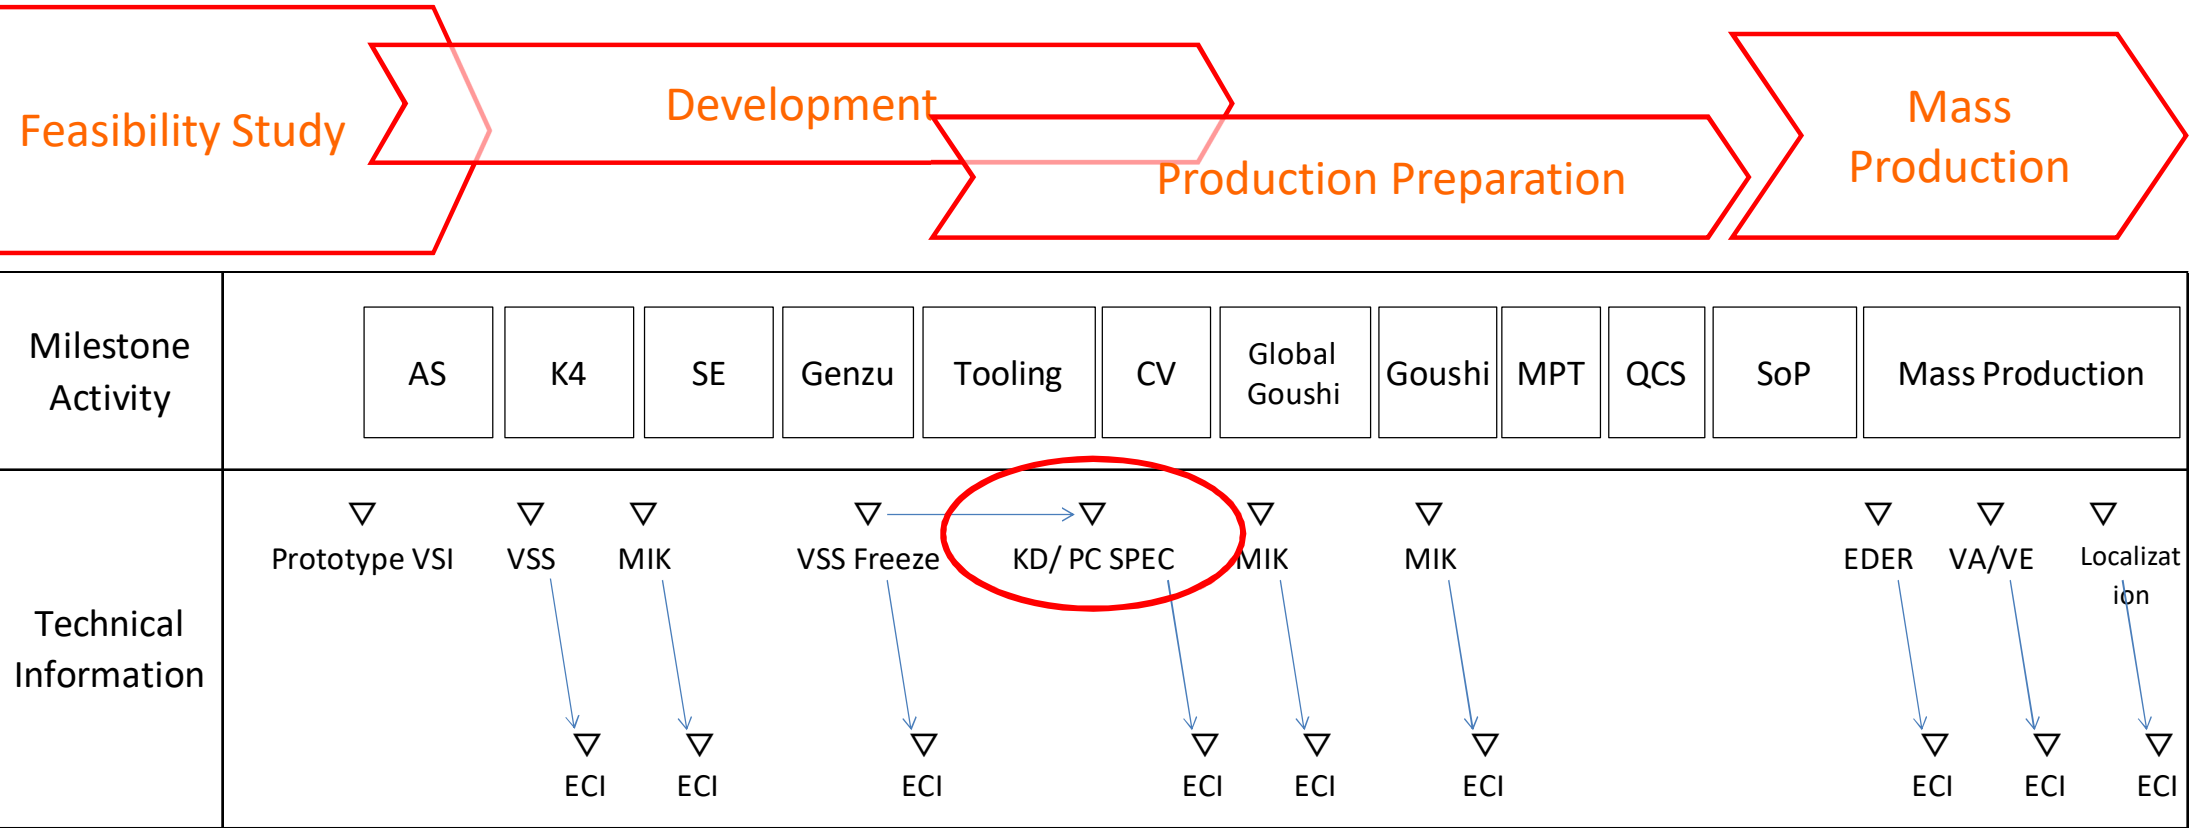 Feasibility Study
Development
Production Preparation
Mass
Production
Milestone
Activity
AS
K4
SE
Genzu
Tooling
CV
Global
Goushi
Goushi
MPT
QCS
SoP
Mass Production
Technical
Information
Prototype VSI
VSS
MIK
VSS Freeze
KD/ PC SPEC
MIK
MIK
EDER
VA/VE
Localizat
ion
ECI
ECI
ECI
ECI
ECI
ECI
ECI
ECI
ECI